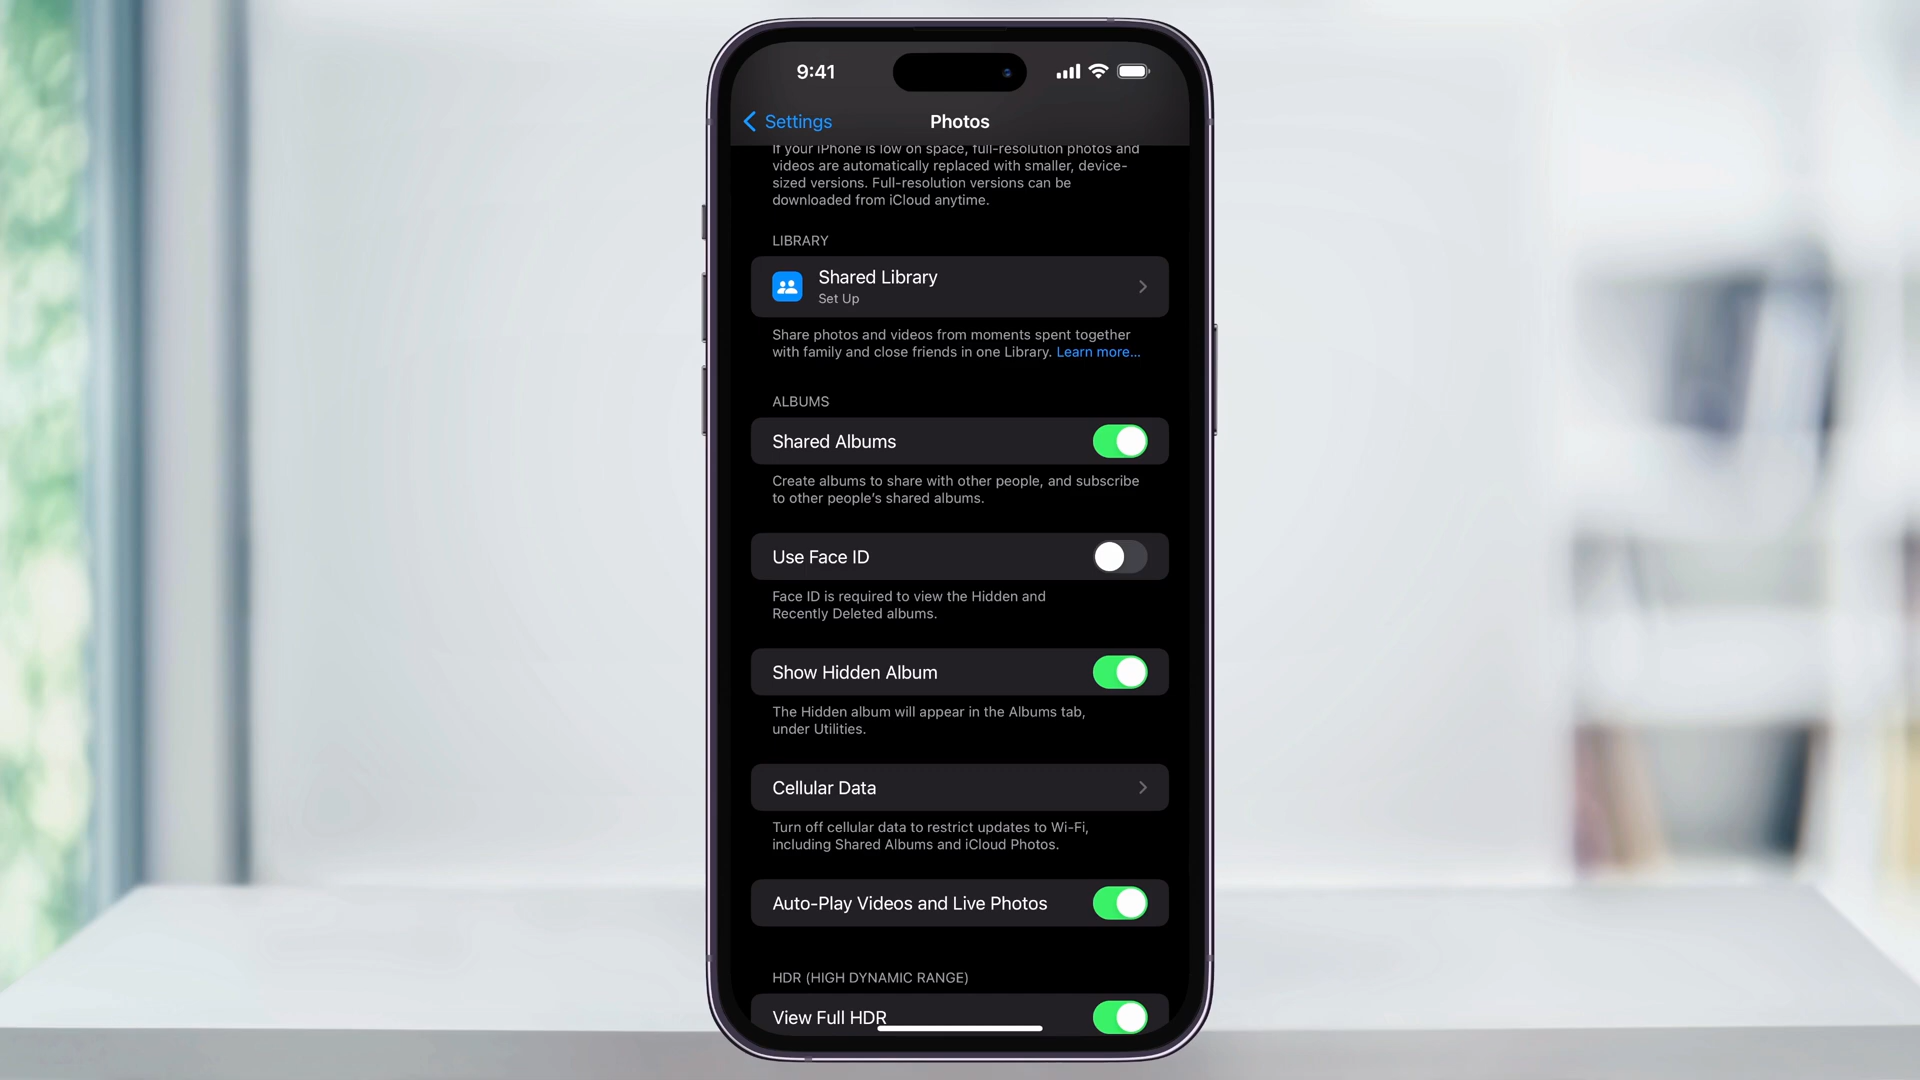 9:41
Settings
Photos
If your iPhone is low on space, full-resolution photos and
videos are automatically replaced with smaller, device-
sized versions. Full-resolution versions can be
downloaded from iCloud anytime.
LIBRARY
Shared Library
Set Up
Share photos and videos from moments spent together
with family and close friends in one Library. Learn more...
ALBUMS
Shared Albums
Create albums to share with other people, and subscribe
to other people's shared albums.
Use Face ID
Face ID is required to view the Hidden and
Recently Deleted albums.
Show Hidden Album
The Hidden album will appear in the Albums tab,
under Utilities.
Cellular Data
Turn off cellular data to restrict updates to Wi-Fi,
including Shared Albums and iCloud Photos.
Auto-Play Videos and Live Photos
HDR (HIGH DYNAMIC RANGE)
View Full HDR